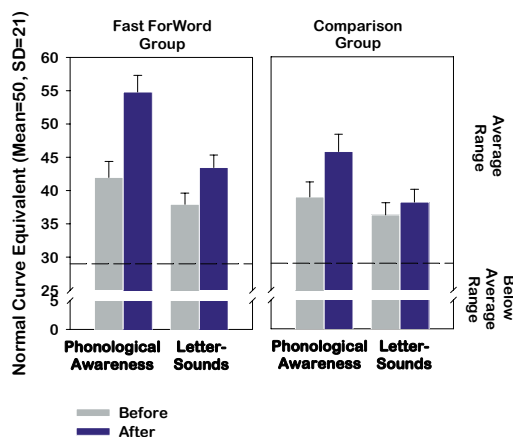 Fast ForWord
Group
Comparison
Group
Normal Curve Equivalent (Mean=50, SD=21)
60
55
50
45
40
35
30
25
5
0
Average
Range
Below
Average
Range
Phonological
Awareness
Letter-
Sounds
Phonological
Awareness
Letter-
Sounds
Before
After